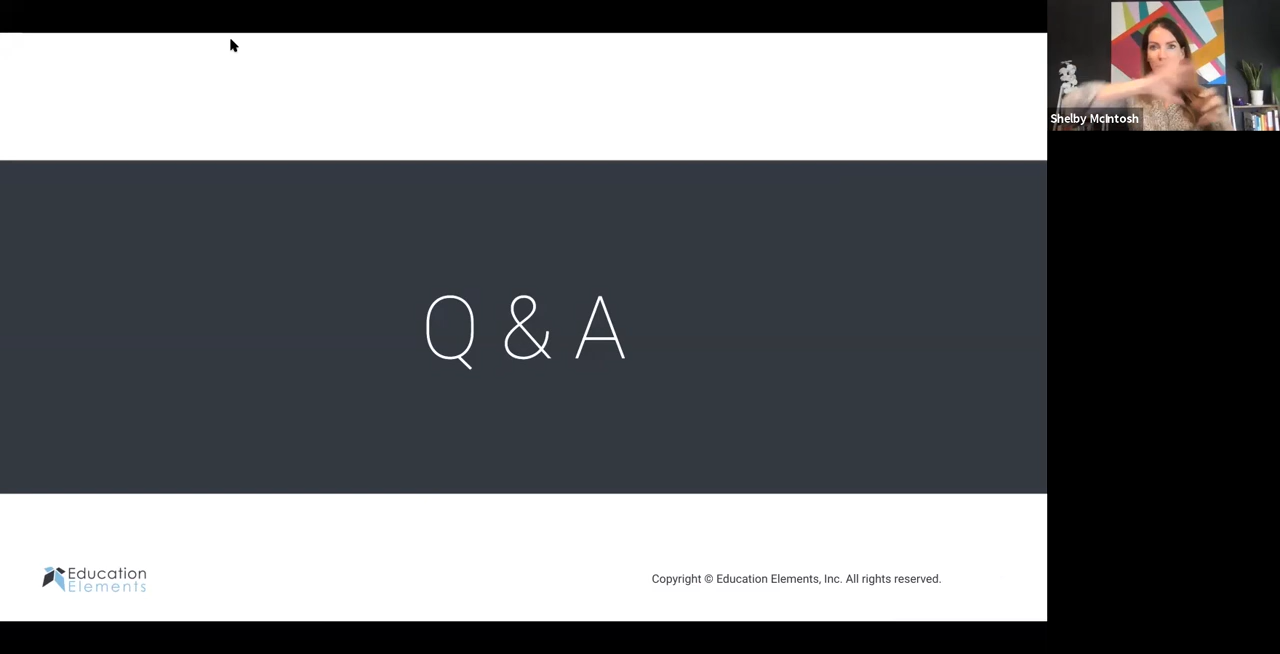 Shelby McIntosh
Q & A
Education
Elements
Copyright © Education Elements, Inc. All rights reserved.